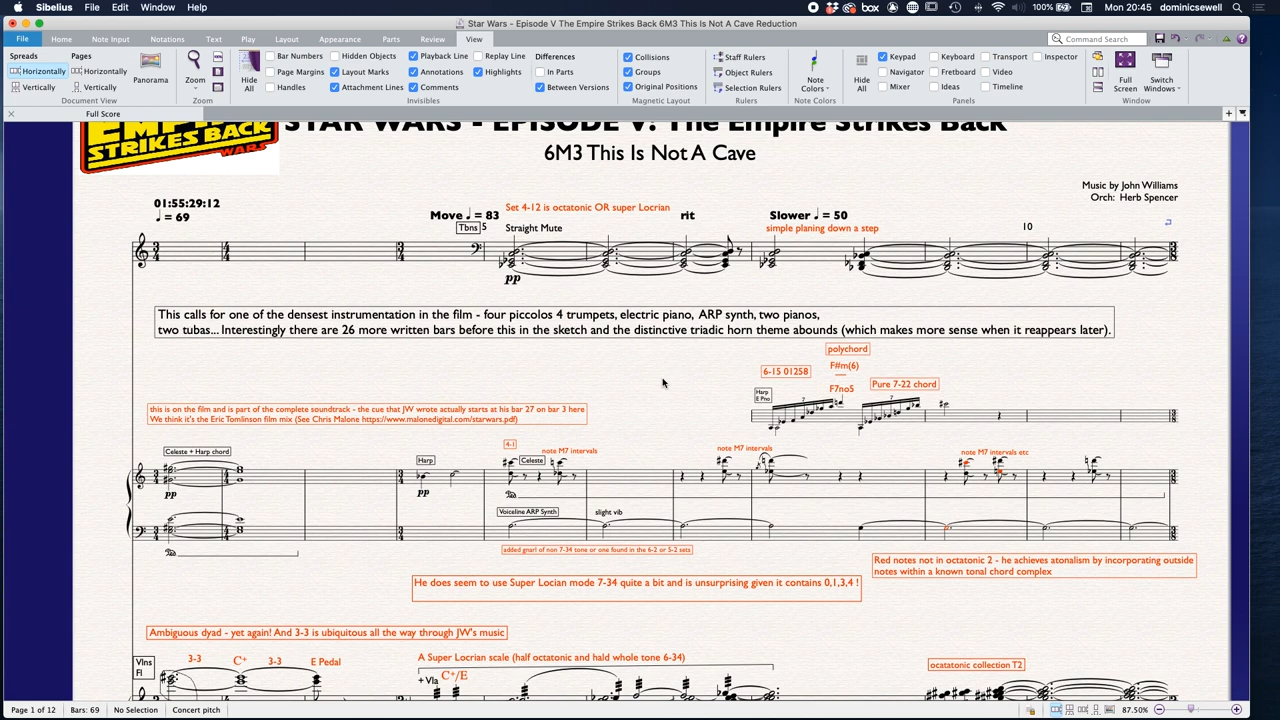 Sibelius File Edit Window Help box 100% Mon 20:45 dominicsewell
Star Wars - Episode V The Empire Strikes Back 6M3 This Is Not A Cave Reduction
File Home Note Input Notations Text Play Layout Appearance Parts Review View Command Search
Spreads Pages Bar Numbers Hidden Objects Playback Line Replay Line Differences Collisions Staff Rulers Keypad Keyboard Transport Inspector
Horizontally Horizontally Page Margins Layout Marks Annotations Highlights In Parts Groups Object Rulers Navigator Fretboard Video
Vertically Vertically Handles Attachment Lines Comments Between Versions Original Positions Selection Rulers Mixer Ideas Timeline
Panorama Zoom Hide All Note Colors Hide All Full Screen Switch Windows
Document View Zoom Invisibles Magnetic Layout Rulers Note Colors Panels Window
Full Score
EMPIRE STRIKES BACK WARS
STAR WARS - EPISODE V: The Empire Strikes Back
6M3 This Is Not A Cave
Music by John Williams
Orch: Herb Spencer
01:55:29:12
♩ = 69
Move ♩ = 83
Set 4-12 is octatonic OR super Locrian
rit
Slower ♩ = 50
Tbns 5 Straight Mute
simple planing down a step
10
3 4 4 4 3 4
pp
This calls for one of the densest instrumentation in the film - four piccolos 4 trumpets, electric piano, ARP synth, two pianos,
two tubas... Interestingly there are 26 more written bars before this in the sketch and the distinctive triadic horn theme abounds (which makes more sense when it reappears later).
polychord
6-15 01258
F#m(6)
F7no5
Pure 7-22 chord
Harp
E Pno
this is on the film and is part of the complete soundtrack - the cue that JW wrote actually starts at his bar 27 on bar 3 here
We think it's the Eric Tomlinson film mix (See Chris Malone https://www.malonedigital.com/starwars.pdf)
Celeste + Harp chord
Harp
4-1
Celeste
note M7 intervals
note M7 intervals
note M7 intervals etc
pp pp
Voiceline ARP Synth
slight vib
added gnarl of non 7-34 tone or one found in the 6-2 or 5-2 sets
Red notes not in octatonic 2 - he achieves atonalism by incorporating outside
notes within a known tonal chord complex
He does seem to use Super Locian mode 7-34 quite a bit and is unsurprising given it contains 0,1,3,4 !
Ambiguous dyad - yet again! And 3-3 is ubiquitous all the way through JW's music
Vlns
Fl
3-3 C+ 3-3 E Pedal
A Super Locrian scale (half octatonic and hald whole tone 6-34)
+ Vla C+/E
ocatatonic collection T2
Page 1 of 12 Bars: 69 No Selection Concert pitch 87.50%